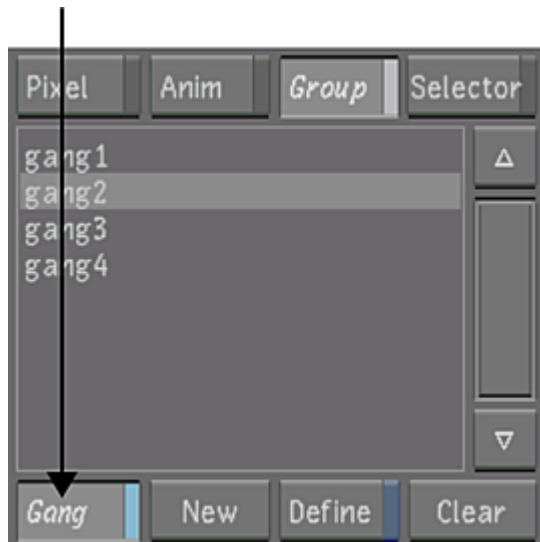 Pixel Anim Group Selector
gang1
gang2
gang3
gang4
Gang New Define Clear